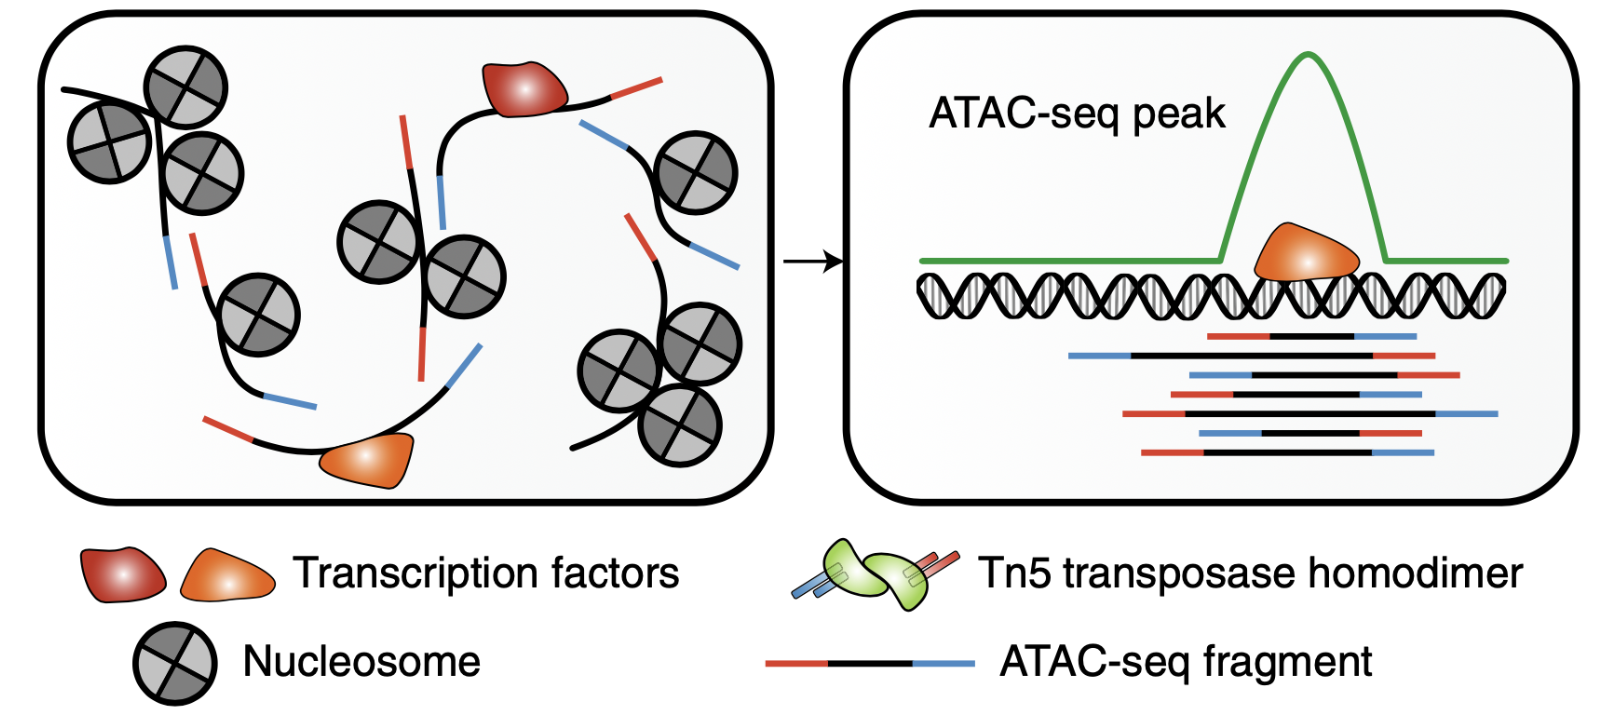 ATAC-seq peak
Transcription factors
Tn5 transposase homodimer
Nucleosome
ATAC-seq fragment